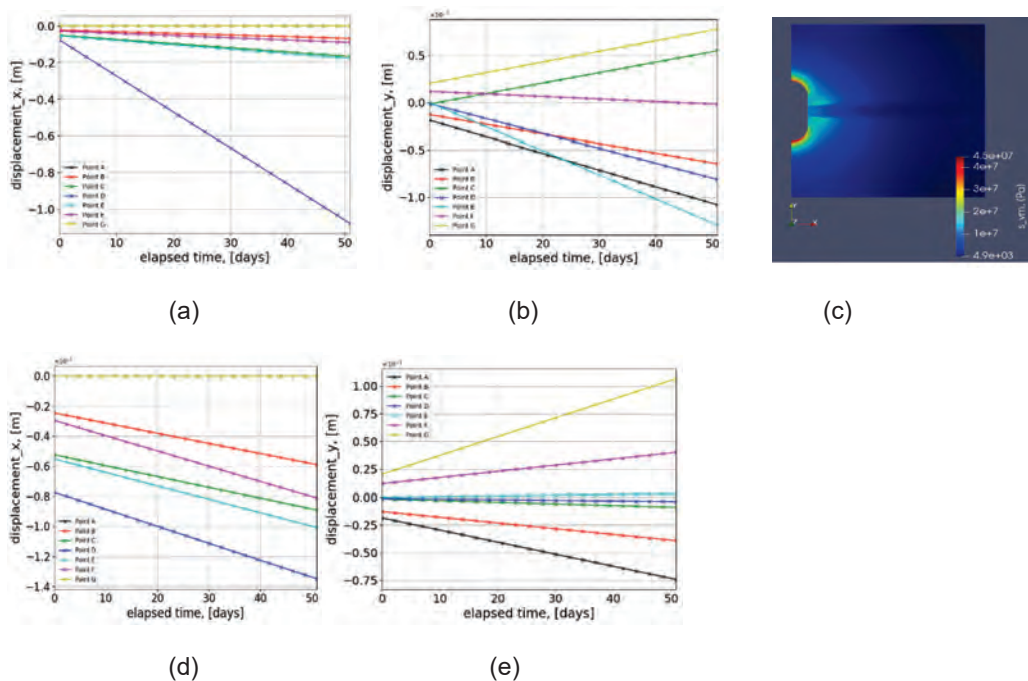 0.0
−0.2
−0.4
−0.6
−0.8
−1.0
displacement_x, [m]
Point A
Point B
Point C
Point D
Point E
Point F
Point G
0 10 20 30 40 50
elapsed time, [days]
0.5
0.0
−0.5
−1.0
displacement_y, [m]
Point A
Point B
Point C
Point D
Point E
Point F
Point G
0 10 20 30 40 50
elapsed time, [days]
4.5e+07
4e+7
3e+7
2e+7
1e+7
4.9e+03
s_vm, (Pa)
Y
Z X
(a) (b) (c)
0.0
−0.2
−0.4
−0.6
−0.8
−1.0
−1.2
−1.4
displacement_x, [m]
Point A
Point B
Point C
Point D
Point E
Point F
Point G
0 10 20 30 40 50
elapsed time, [days]
1.00
0.75
0.50
0.25
0.00
−0.25
−0.50
−0.75
displacement_y, [m]
Point A
Point B
Point C
Point D
Point E
Point F
Point G
0 10 20 30 40 50
elapsed time, [days]
(d) (e)